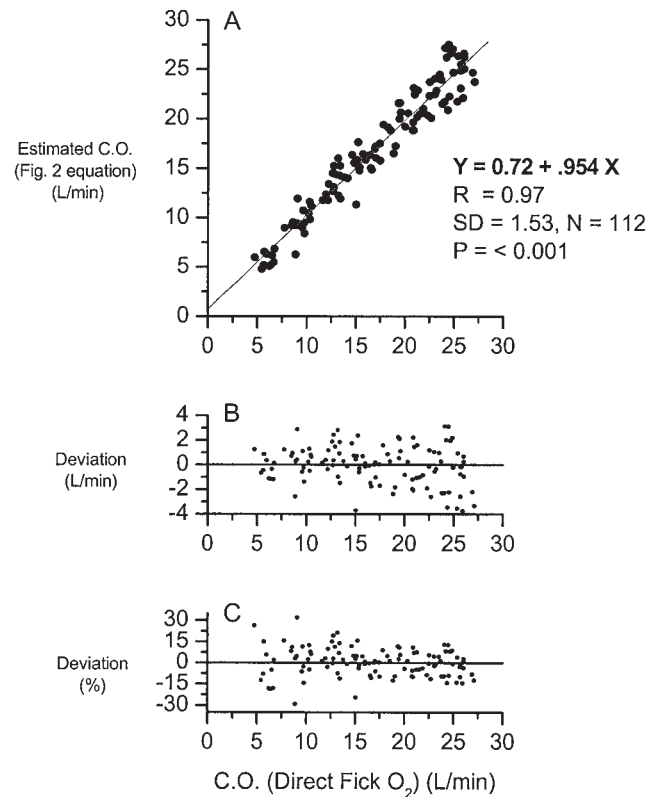 A
30
25
20
15
10
5
0
Estimated C.O.
(Fig. 2 equation)
(L/min)
Y = 0.72 + .954 X
R = 0.97
SD = 1.53, N = 112
P = < 0.001
0 5 10 15 20 25 30
B
4
2
0
-2
-4
Deviation
(L/min)
0 5 10 15 20 25 30
C
30
15
0
-15
-30
Deviation
(%)
0 5 10 15 20 25 30
C.O. (Direct Fick O₂) (L/min)